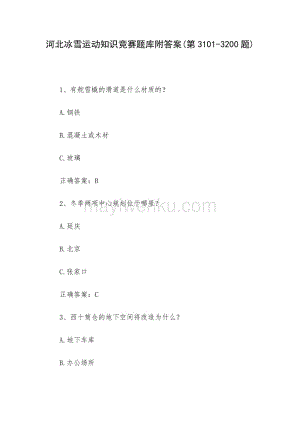 河北冰雪运动知识竞赛题库附答案(第3101-3200题)
1、有舵雪橇的滑道是什么材质的?
A.钢铁
B.混凝土或木材
C.玻璃
正确答案:B
2、冬季两项中心规划位于哪里?
A.延庆
B.北京
C.张家口
正确答案:C
3、西十筒仓的地下空间将改造为什么?
A.地下车库
B.办公场所